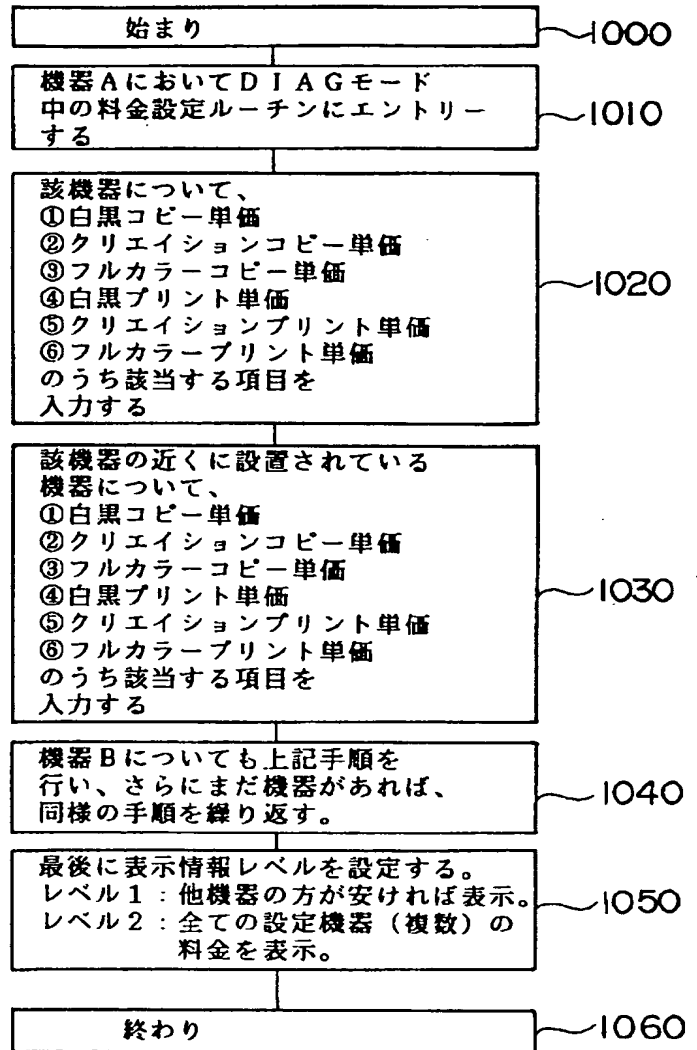 始まり
1000
機器AにおいてDIAGモード
中の料金設定ルーチンにエントリー
する
1010
該機器について、
①白黒コピー単価
②クリエイションコピー単価
③フルカラーコピー単価
④白黒プリント単価
⑤クリエイションプリント単価
⑥フルカラープリント単価
のうち該当する項目を
入力する
1020
該機器の近くに設置されている
機器について、
①白黒コピー単価
②クリエイションコピー単価
③フルカラーコピー単価
④白黒プリント単価
⑤クリエイションプリント単価
⑥フルカラープリント単価
のうち該当する項目を
入力する
1030
機器Bについても上記手順を
行い、さらにまだ機器があれば、
同様の手順を繰り返す。
1040
最後に表示情報レベルを設定する。
レベル1:他機器の方が安ければ表示。
レベル2:全ての設定機器(複数)の
料金を表示。
1050
終わり
1060